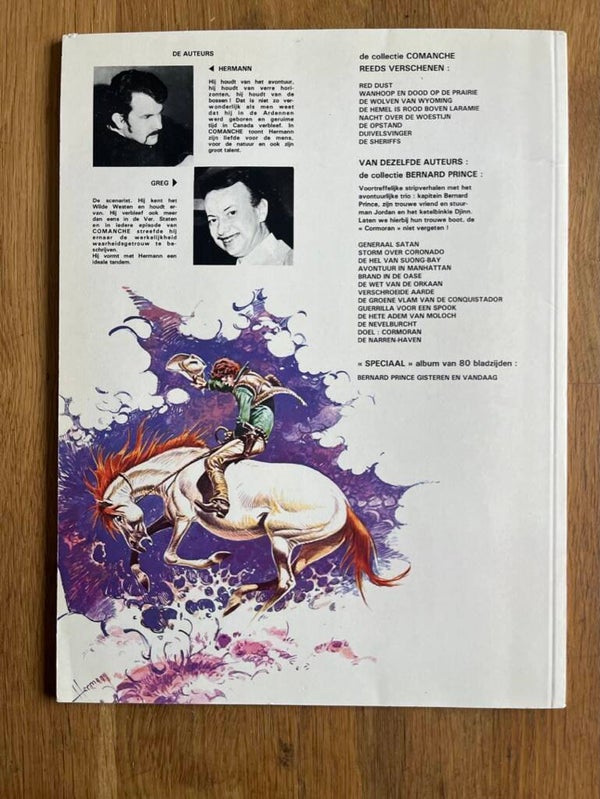 DE AUTEURS
◄ HERMANN
Hij houdt van het avontuur,
hij houdt van verre hori-
zonten, hij houdt van de
bossen ! Dat is niet zo ver-
wonderlijk als men weet
dat hij in de Ardennen
werd geboren en geruime
tijd in Canada verbleef. In
COMANCHE toont Hermann
zijn liefde voor de mens,
voor de natuur en ook zijn
groot talent.
GREG ►
De scenarist. Hij kent het
Wilde Westen en houdt er-
van. Hij verbleef ook meer
dan eens in de Ver. Staten
en in iedere episode van
COMANCHE streefde hij
ernaar de werkelijkheid
waarheidsgetrouw te be-
schrijven.
Hij vormt met Hermann een
ideale tandem.
de collectie COMANCHE
REEDS VERSCHENEN :
RED DUST
WANHOOP EN DOOD OP DE PRAIRIE
DE WOLVEN VAN WYOMING
DE HEMEL IS ROOD BOVEN LARAMIE
NACHT OVER DE WOESTIJN
DE OPSTAND
DUIVELSVINGER
DE SHERIFFS
VAN DEZELFDE AUTEURS :
de collectie BERNARD PRINCE :
Voortreffelijke stripverhalen met het
avontuurlijke trio : kapitein Bernard
Prince, zijn trouwe vriend en stuur-
man Jordan en het ketelbinkie Djinn.
Laten we hierbij hun trouwe boot, de
« Cormoran » niet vergeten !
GENERAAL SATAN
STORM OVER CORONADO
DE HEL VAN SUONG-BAY
AVONTUUR IN MANHATTAN
BRAND IN DE OASE
DE WET VAN DE ORKAAN
VERSCHROEIDE AARDE
DE GROENE VLAM VAN DE CONQUISTADOR
GUERRILLA VOOR EEN SPOOK
DE HETE ADEM VAN MOLOCH
DE NEVELBURCHT
DOEL : CORMORAN
DE NARREN-HAVEN
« SPECIAAL » album van 80 bladzijden :
BERNARD PRINCE GISTEREN EN VANDAAG
Hermann